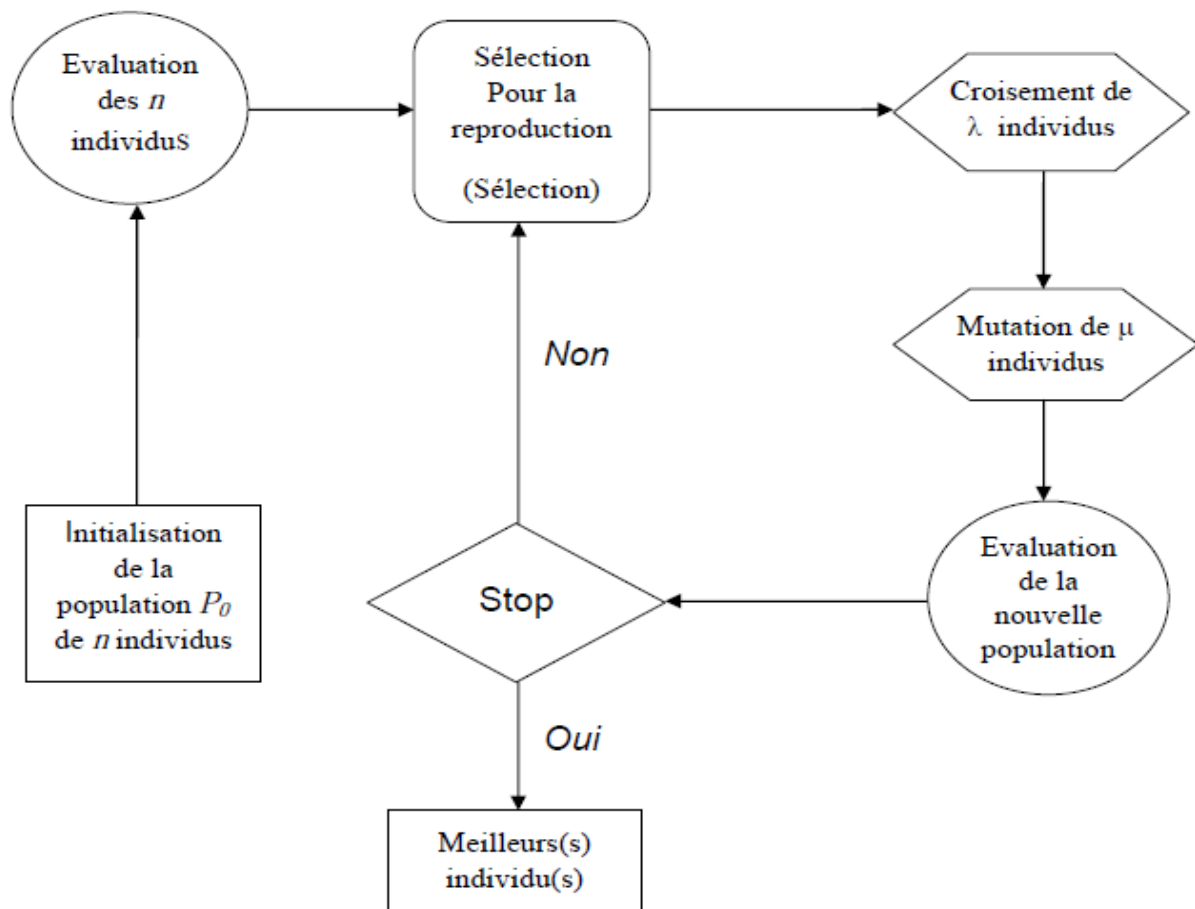 Evaluation
des n
individus
Sélection
Pour la
reproduction
(Sélection)
Croisement de
λ individus
Mutation de μ
individus
Non
Initialisation
de la
population P0
de n individus
Stop
Evaluation
de la
nouvelle
population
Oui
Meilleurs(s)
individu(s)